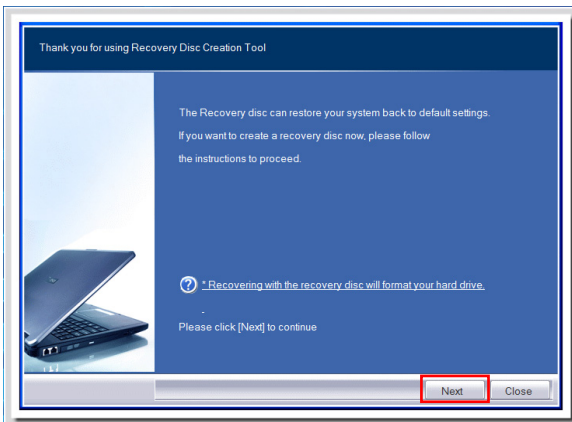 Thank you for using Recovery Disc Creation Tool
The Recovery disc can restore your system back to default settings.
If you want to create a recovery disc now, please follow
the instructions to proceed.
? * Recovering with the recovery disc will format your hard drive.
-
Please click [Next] to continue
Next Close